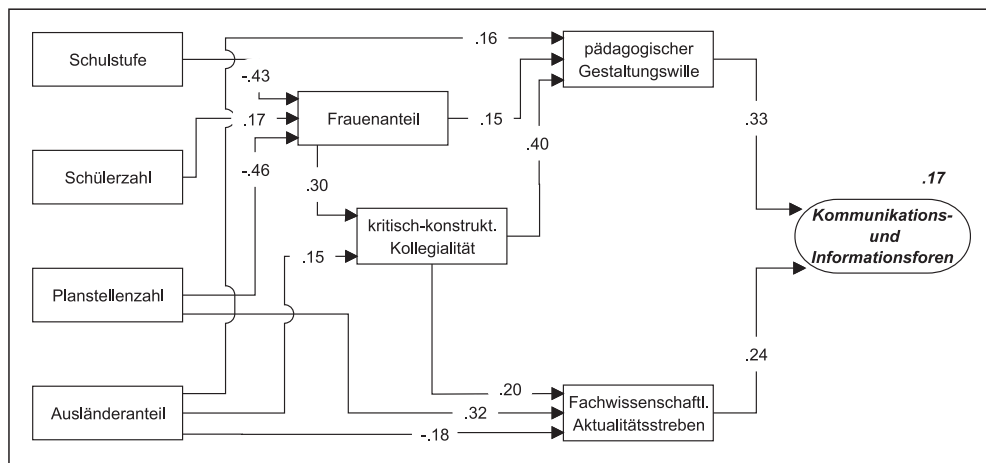 Schulstufe
.16
pädagogischer
Gestaltungswille
-.43
Frauenanteil
.15
.17
.33
.40
Schülerzahl
-.46
.30
.17
kritisch-konstrukt.
Kollegialität
Kommunikations-
und
Informationsforen
.15
Planstellenzahl
.24
.20
Ausländeranteil
.32
Fachwissenschaftl.
Aktualitätsstreben
-.18